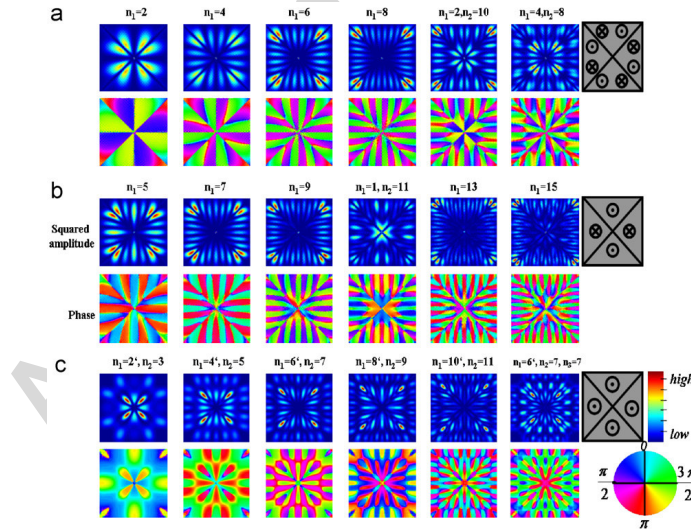 a
n1=2 n1=4 n1=6 n1=8 n1=2,n2=10 n1=4,n2=8
b
n1=5 n1=7 n1=9 n1=1, n2=11 n1=13 n1=15
Squared
amplitude
Phase
c
n1=2‘, n2=3 n1=4‘, n2=5 n1=6‘, n2=7 n1=8‘, n2=9 n1=10‘, n2=11 n1=6‘, n2=7, n3=7
high
low
0
π 3 π
2 2
π